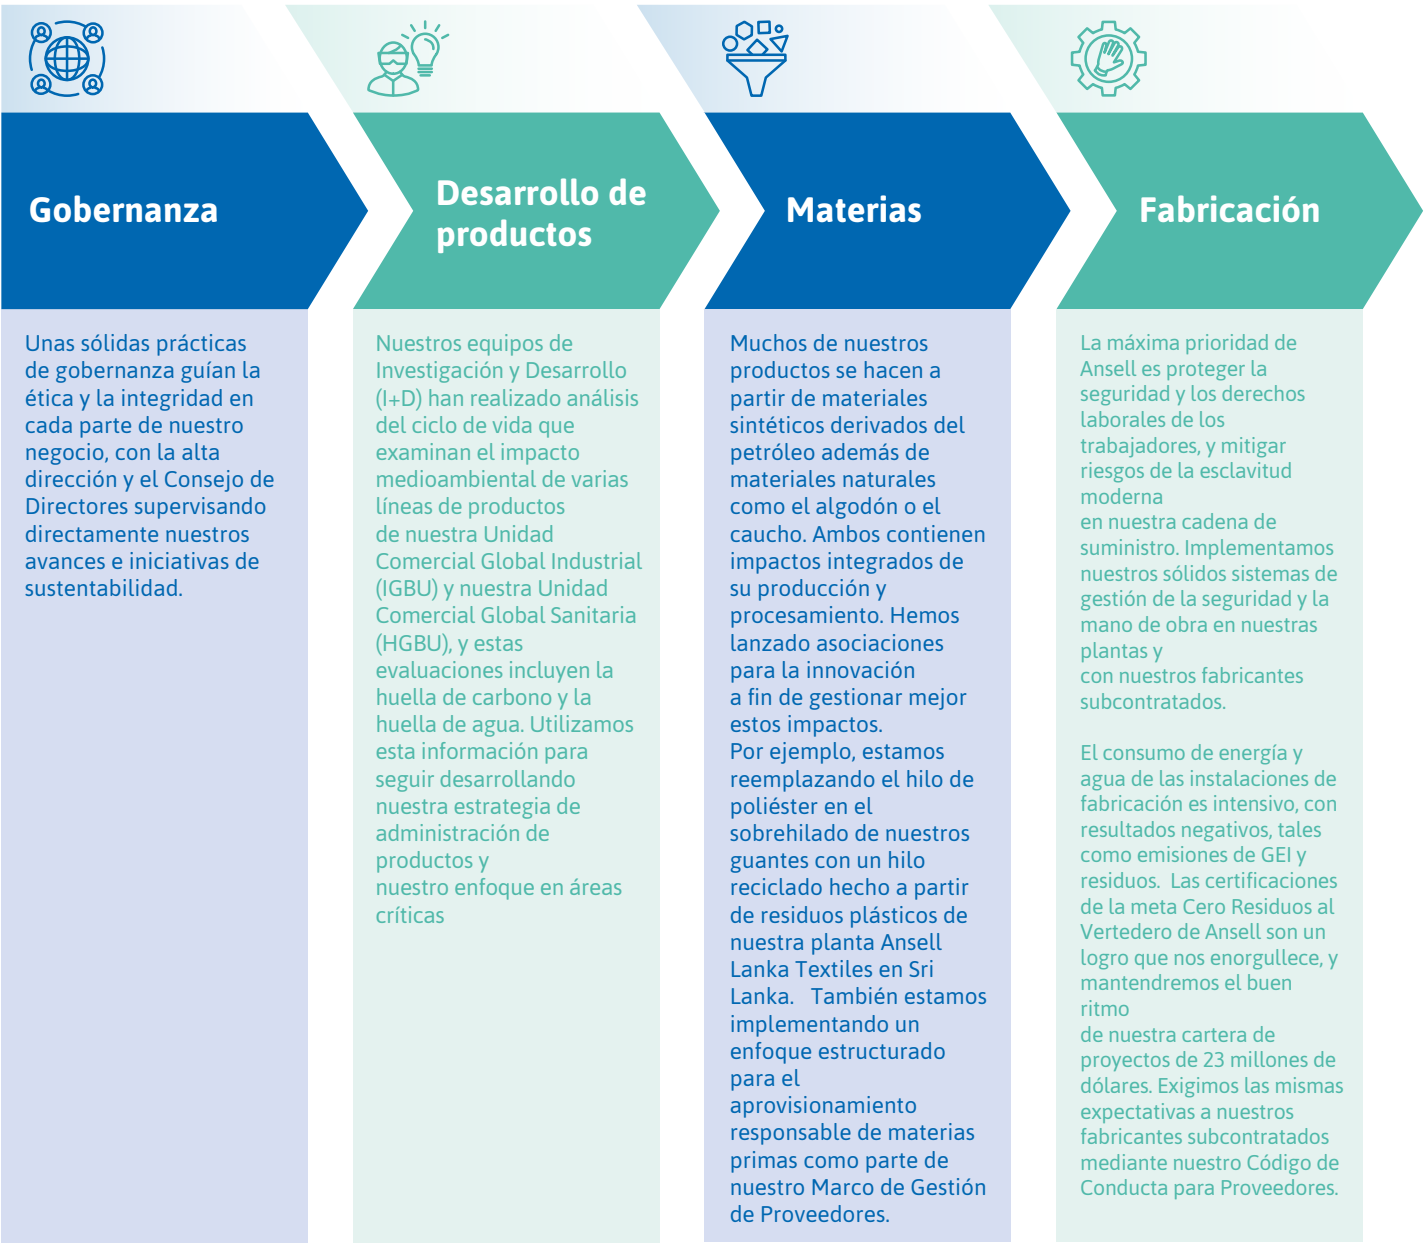 Gobernanza
Unas sólidas prácticas
de gobernanza guían la
ética y la integridad en
cada parte de nuestro
negocio, con la alta
dirección y el Consejo de
Directores supervisando
directamente nuestros
avances e iniciativas de
sustentabilidad.
Desarrollo de
productos
Nuestros equipos de
Investigación y Desarrollo
(I+D) han realizado análisis
del ciclo de vida que
examinan el impacto
medioambiental de varias
líneas de productos
de nuestra Unidad
Comercial Global Industrial
(IGBU) y nuestra Unidad
Comercial Global Sanitaria
(HGBU), y estas
evaluaciones incluyen la
huella de carbono y la
huella de agua. Utilizamos
esta información para
seguir desarrollando
nuestra estrategia de
administración de
productos y
nuestro enfoque en áreas
críticas
Materias
Muchos de nuestros
productos se hacen a
partir de materiales
sintéticos derivados del
petróleo además de
materiales naturales
como el algodón o el
caucho. Ambos contienen
impactos integrados de
su producción y
procesamiento. Hemos
lanzado asociaciones
para la innovación
a fin de gestionar mejor
estos impactos.
Por ejemplo, estamos
reemplazando el hilo de
poliéster en el
sobrehilado de nuestros
guantes con un hilo
reciclado hecho a partir
de residuos plásticos de
nuestra planta Ansell
Lanka Textiles en Sri
Lanka.   También estamos
implementando un
enfoque estructurado
para el
aprovisionamiento
responsable de materias
primas como parte de
nuestro Marco de Gestión
de Proveedores.
Fabricación
La máxima prioridad de
Ansell es proteger la
seguridad y los derechos
laborales de los
trabajadores, y mitigar
riesgos de la esclavitud
moderna
en nuestra cadena de
suministro. Implementamos
nuestros sólidos sistemas de
gestión de la seguridad y la
mano de obra en nuestras
plantas y
con nuestros fabricantes
subcontratados.
El consumo de energía y
agua de las instalaciones de
fabricación es intensivo, con
resultados negativos, tales
como emisiones de GEI y
residuos.  Las certificaciones
de la meta Cero Residuos al
Vertedero de Ansell son un
logro que nos enorgullece, y
mantendremos el buen
ritmo
de nuestra cartera de
proyectos de 23 millones de
dólares. Exigimos las mismas
expectativas a nuestros
fabricantes subcontratados
mediante nuestro Código de
Conducta para Proveedores.